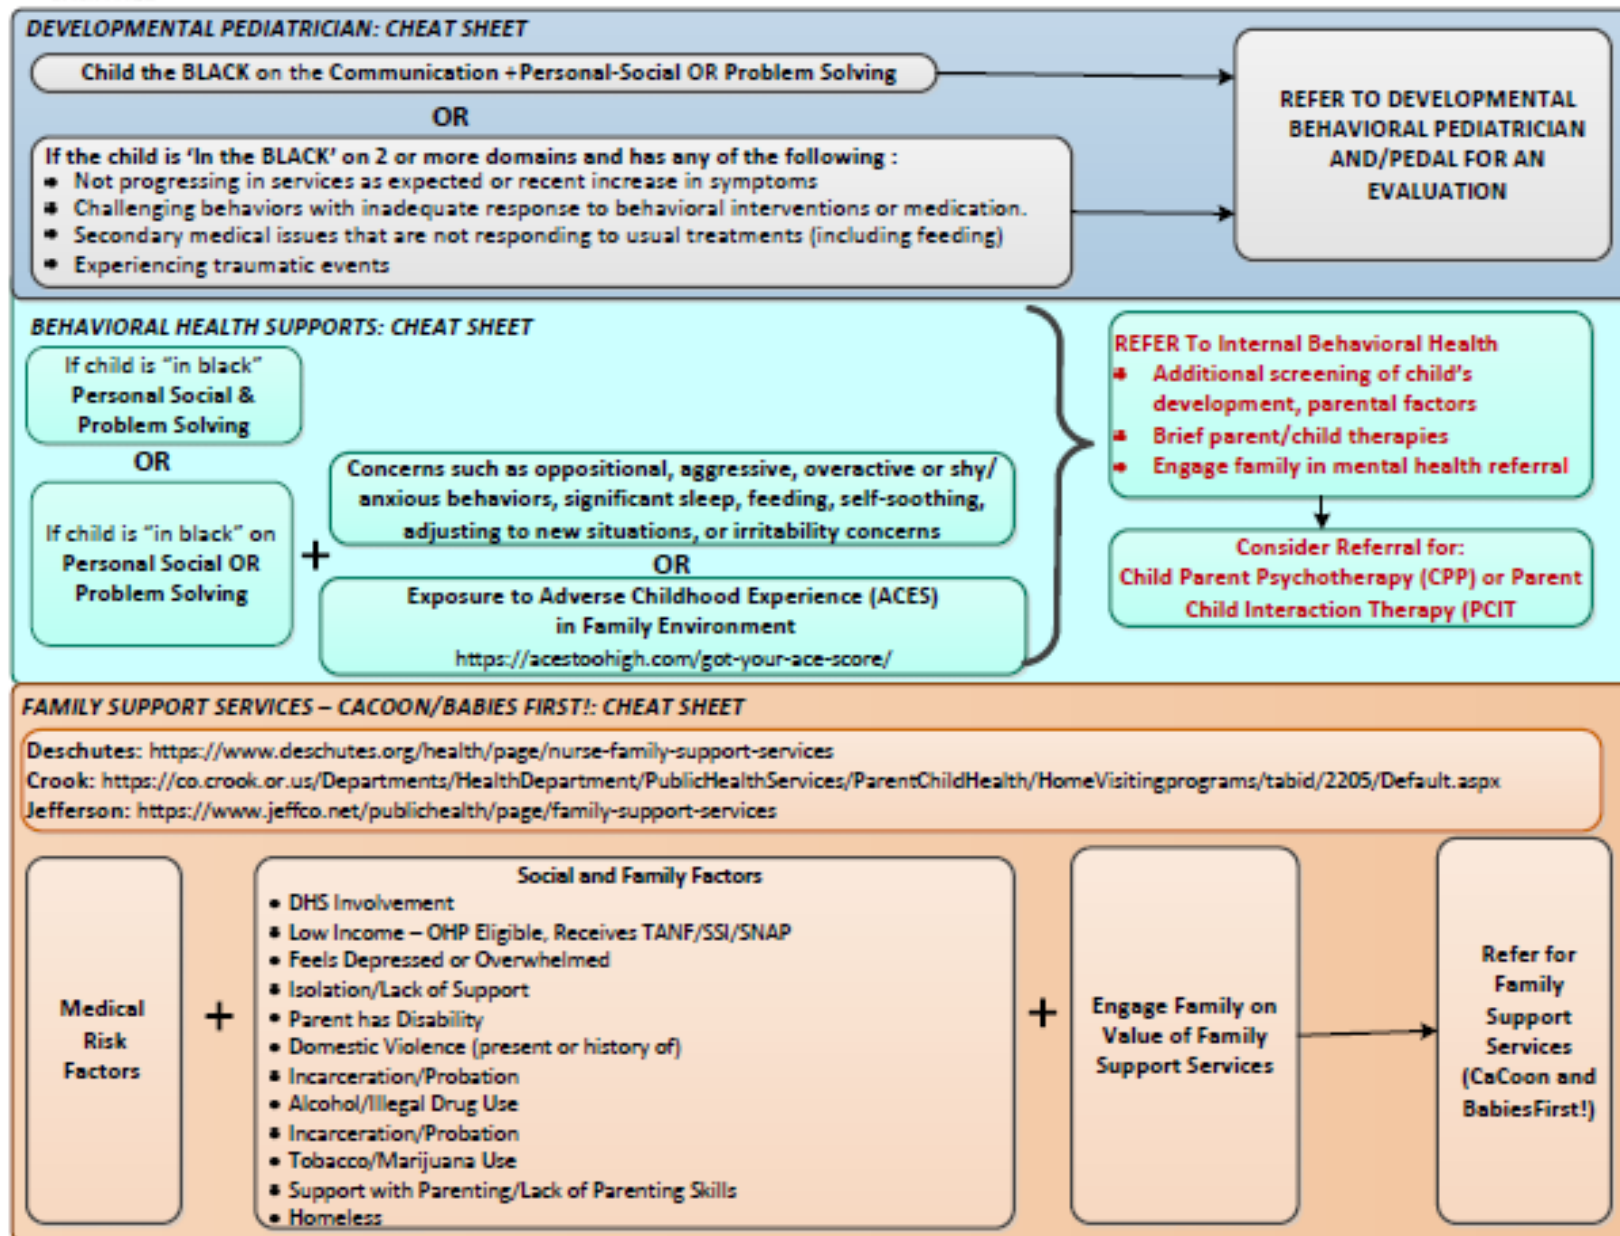 DEVELOPMENTAL PEDIATRICIAN: CHEAT SHEET
Child the BLACK on the Communication +Personal-Social OR Problem Solving
OR
If the child is 'In the BLACK' on 2 or more domains and has any of the following :
Not progressing in services as expected or recent increase in symptoms
Challenging behaviors with inadequate response to behavioral interventions or medication.
Secondary medical issues that are not responding to usual treatments (including feeding)
Experiencing traumatic events
REFER TO DEVELOPMENTAL
BEHAVIORAL PEDIATRICIAN
AND/PEDAL FOR AN
EVALUATION
BEHAVIORAL HEALTH SUPPORTS: CHEAT SHEET
If child is "in black"
Personal Social &
Problem Solving
OR
If child is "in black" on
Personal Social OR
Problem Solving
+
Concerns such as oppositional, aggressive, overactive or shy/
anxious behaviors, significant sleep, feeding, self-soothing,
adjusting to new situations, or irritability concerns
OR
Exposure to Adverse Childhood Experience (ACES)
in Family Environment
https://acestoohigh.com/got-your-ace-score/
REFER To Internal Behavioral Health
Additional screening of child's
development, parental factors
Brief parent/child therapies
Engage family in mental health referral
Consider Referral for:
Child Parent Psychotherapy (CPP) or Parent
Child Interaction Therapy (PCIT
FAMILY SUPPORT SERVICES – CACOON/BABIES FIRST!: CHEAT SHEET
Deschutes: https://www.deschutes.org/health/page/nurse-family-support-services
Crook: https://co.crook.or.us/Departments/HealthDepartment/PublicHealthServices/ParentChildHealth/HomeVisitingprograms/tabid/2205/Default.aspx
Jefferson: https://www.jeffco.net/publichealth/page/family-support-services
Medical
Risk
Factors
+
Social and Family Factors
• DHS Involvement
• Low Income – OHP Eligible, Receives TANF/SSI/SNAP
• Feels Depressed or Overwhelmed
• Isolation/Lack of Support
• Parent has Disability
• Domestic Violence (present or history of)
• Incarceration/Probation
• Alcohol/Illegal Drug Use
• Incarceration/Probation
• Tobacco/Marijuana Use
• Support with Parenting/Lack of Parenting Skills
• Homeless
+
Engage Family on
Value of Family
Support Services
Refer for
Family
Support
Services
(CaCoon and
BabiesFirst!)